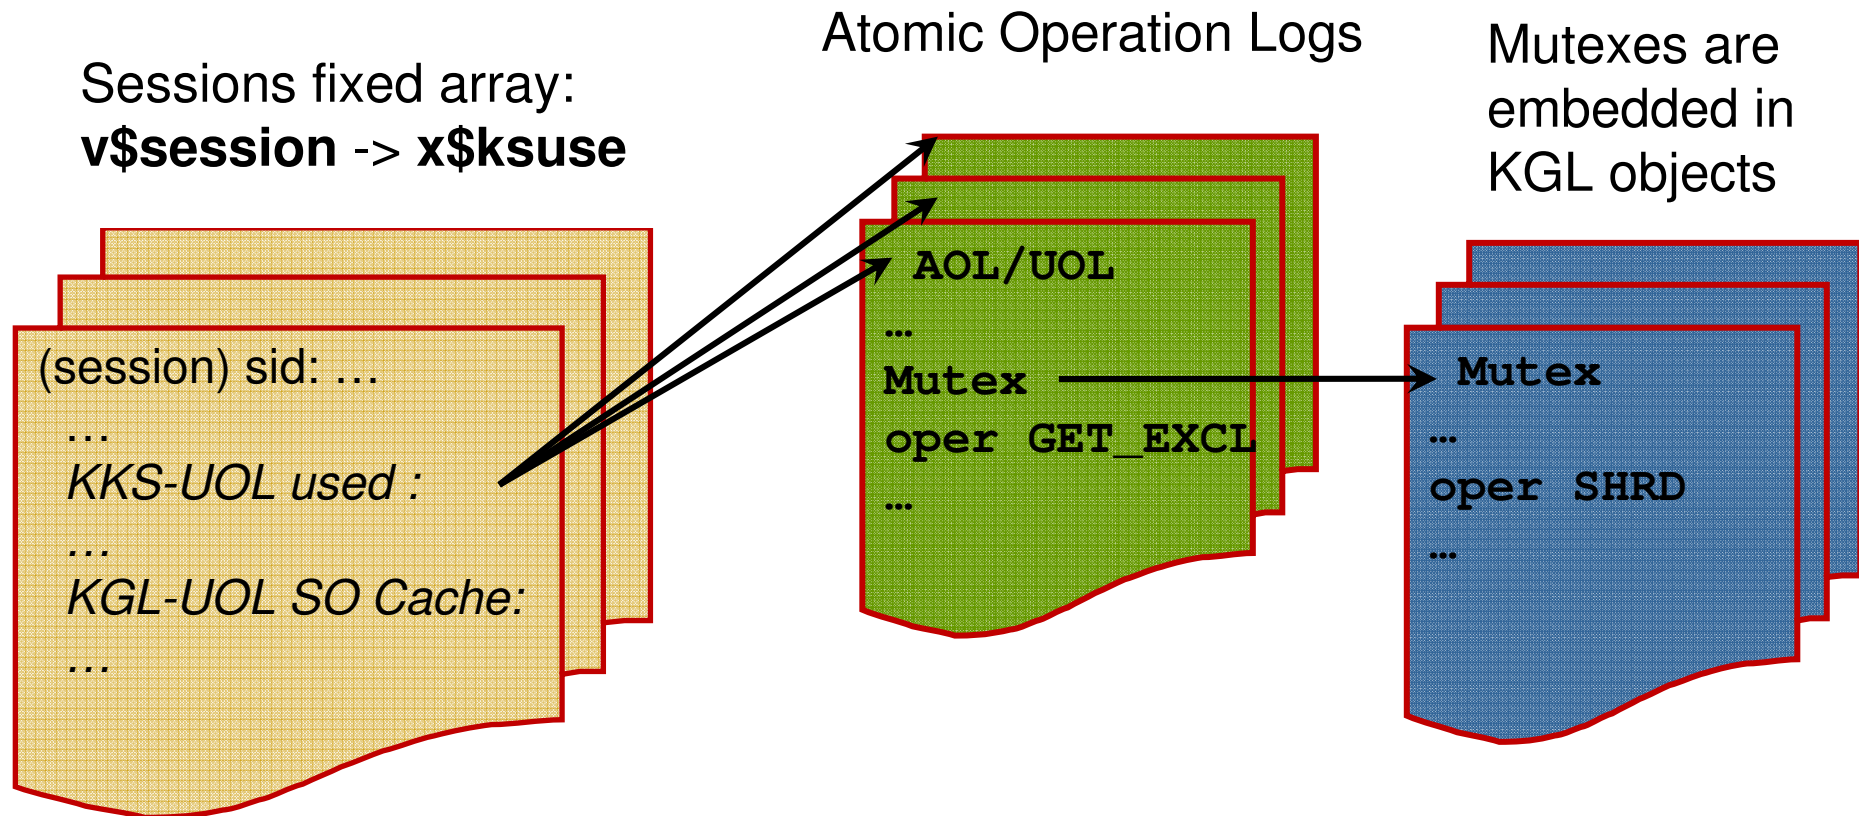 Atomic Operation Logs
Sessions fixed array:
v$session -> x$ksuse
Mutexes are
embedded in
KGL objects
(session) sid: …
…
KKS-UOL used :
…
KGL-UOL SO Cache:
…
AOL/UOL
…
Mutex
oper GET_EXCL
…
Mutex
…
oper SHRD
…